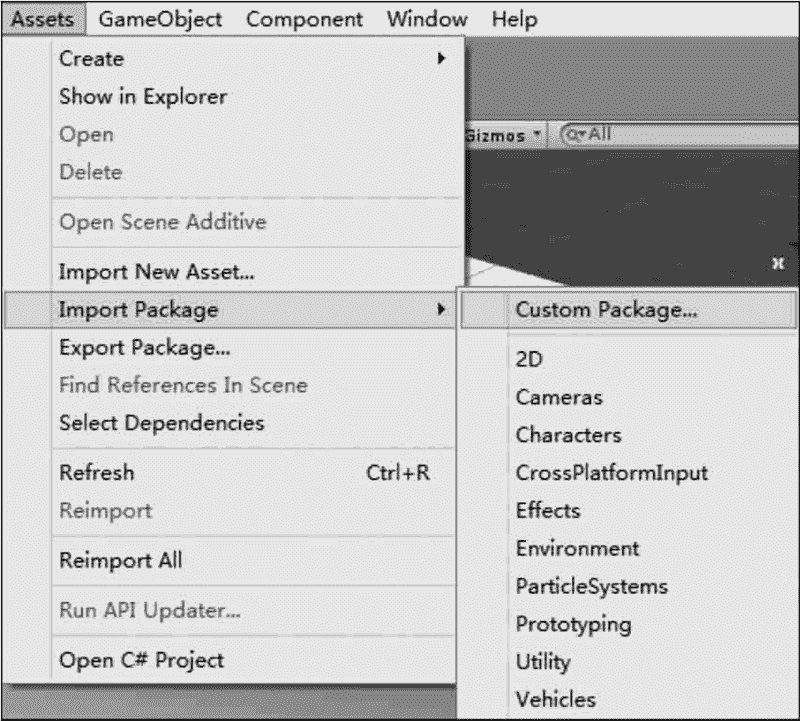 Assets GameObject Component Window Help
Create
Show in Explorer
Open
Delete
Open Scene Additive
Import New Asset...
Import Package
Export Package...
Find References In Scene
Select Dependencies
Refresh Ctrl+R
Reimport
Reimport All
Run API Updater...
Open C# Project
Gizmos All
Custom Package...
2D
Cameras
Characters
CrossPlatformInput
Effects
Environment
ParticleSystems
Prototyping
Utility
Vehicles